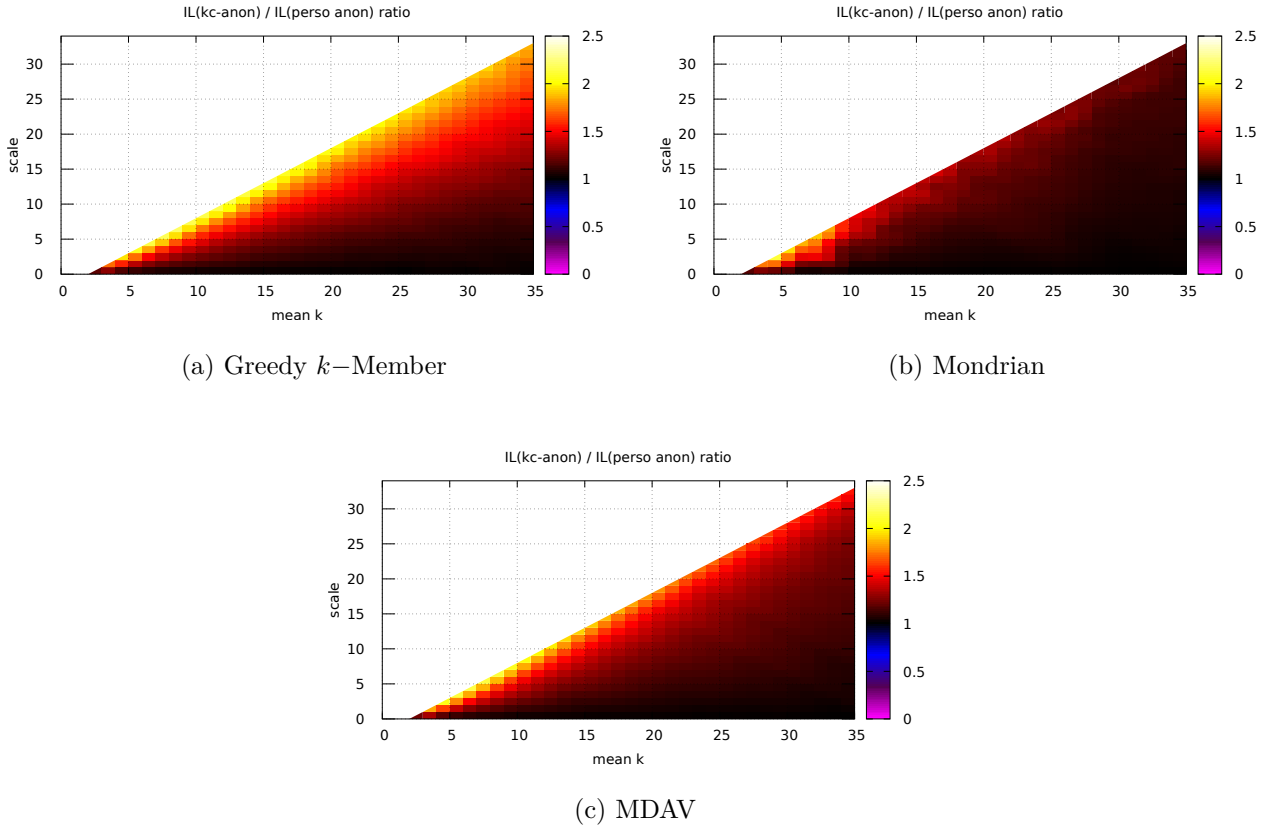 IL(kc-anon) / IL(perso anon) ratio
30
25
20
15
10
5
0
scale
0 5 10 15 20 25 30 35
mean k
2.5
2
1.5
1
0.5
0
(a) Greedy k−Member
IL(kc-anon) / IL(perso anon) ratio
30
25
20
15
10
5
0
scale
0 5 10 15 20 25 30 35
mean k
2.5
2
1.5
1
0.5
0
(b) Mondrian
IL(kc-anon) / IL(perso anon) ratio
30
25
20
15
10
5
0
scale
0 5 10 15 20 25 30 35
mean k
2.5
2
1.5
1
0.5
0
(c) MDAV